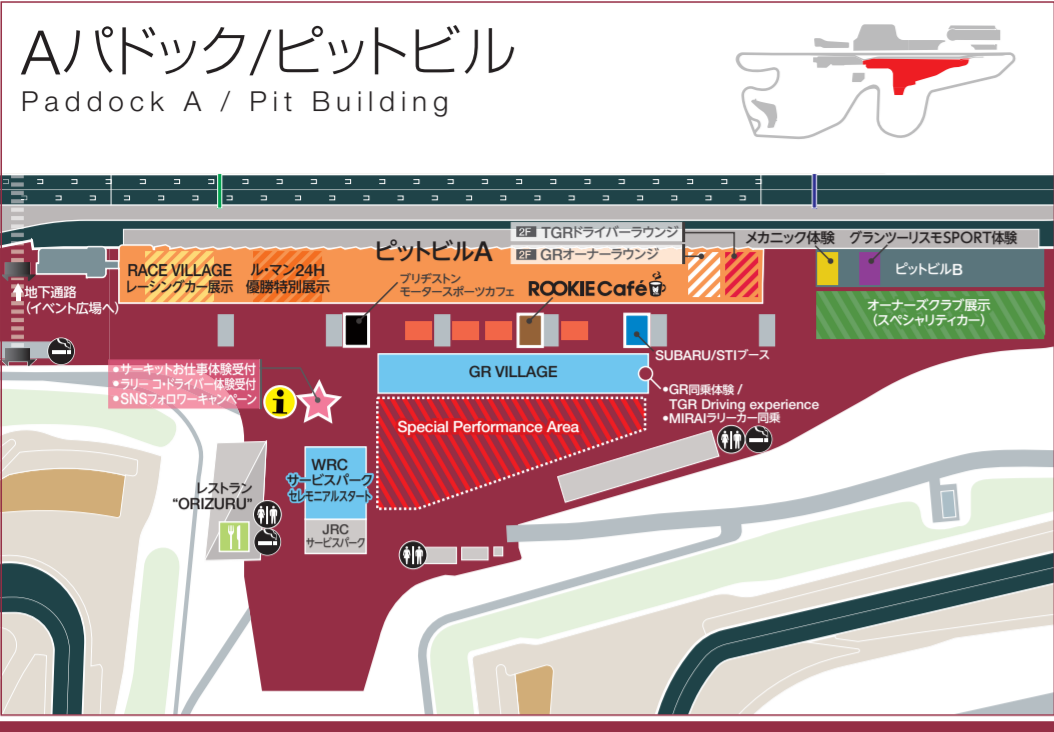 Aパドック/ピットビル
Paddock A / Pit Building
2F TGRドライバーラウンジ
2F GRオーナーラウンジ
ピットビルA
メカニック体験
グランツーリスモSPORT体験
RACE VILLAGE
レーシングカー展示
ル・マン24H
優勝特別展示
ブリヂストン
モータースポーツカフェ
ROOKIE Café
ピットビルB
地下通路
(イベント広場へ)
オーナーズクラブ展示
(スペシャリティカー)
SUBARU/STIブース
•サーキットお仕事体験受付
•ラリー コ・ドライバー体験受付
•SNSフォロワーキャンペーン
i
GR VILLAGE
•GR同乗体験 /
TGR Driving experience
•MIRAIラリーカー同乗
Special Performance Area
WRC
サービスパーク
セレモニアルスタート
レストラン
"ORIZURU"
JRC
サービスパーク